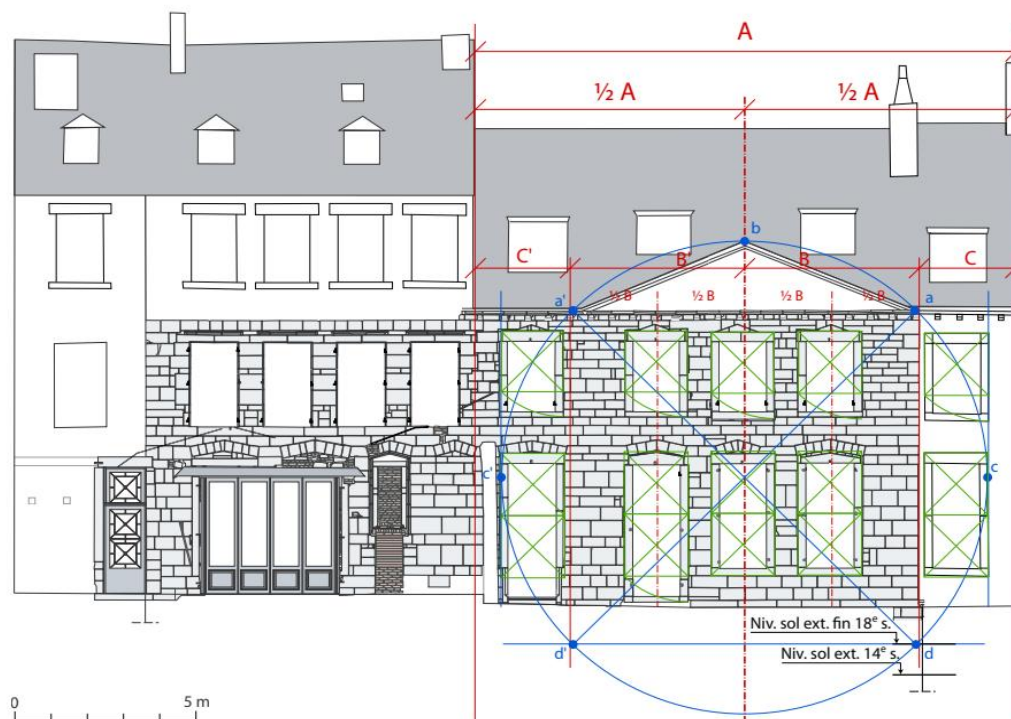 A
½ A ½ A
b
C' B' B C
½ B ½ B ½ B ½ B
a' a
c' c
Niv. sol ext. fin 18e s.
d' d
Niv. sol ext. 14e s.
0 5 m